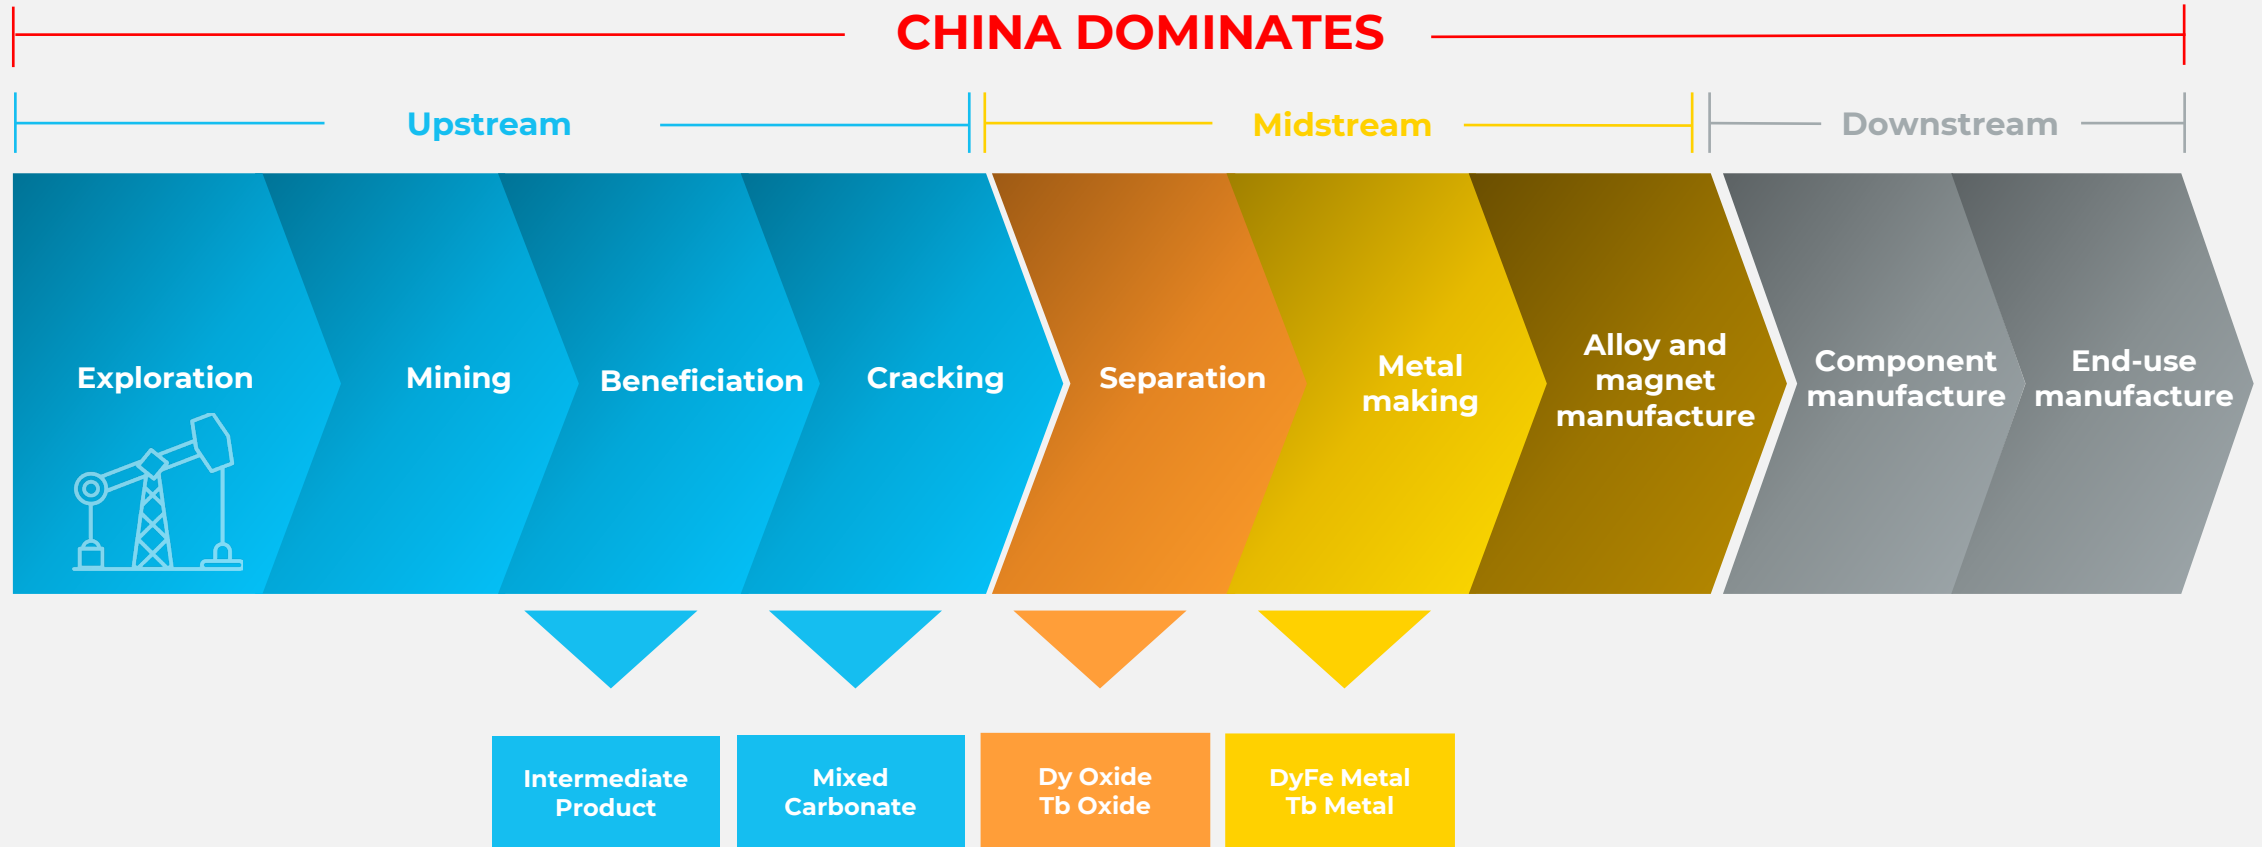 CHINA DOMINATES
Upstream
Midstream
Downstream
Exploration
Mining
Beneficiation
Cracking
Separation
Metal
making
Alloy and
magnet
manufacture
Component
manufacture
End-use
manufacture
Intermediate
Product
Mixed
Carbonate
Dy Oxide
Tb Oxide
DyFe Metal
Tb Metal